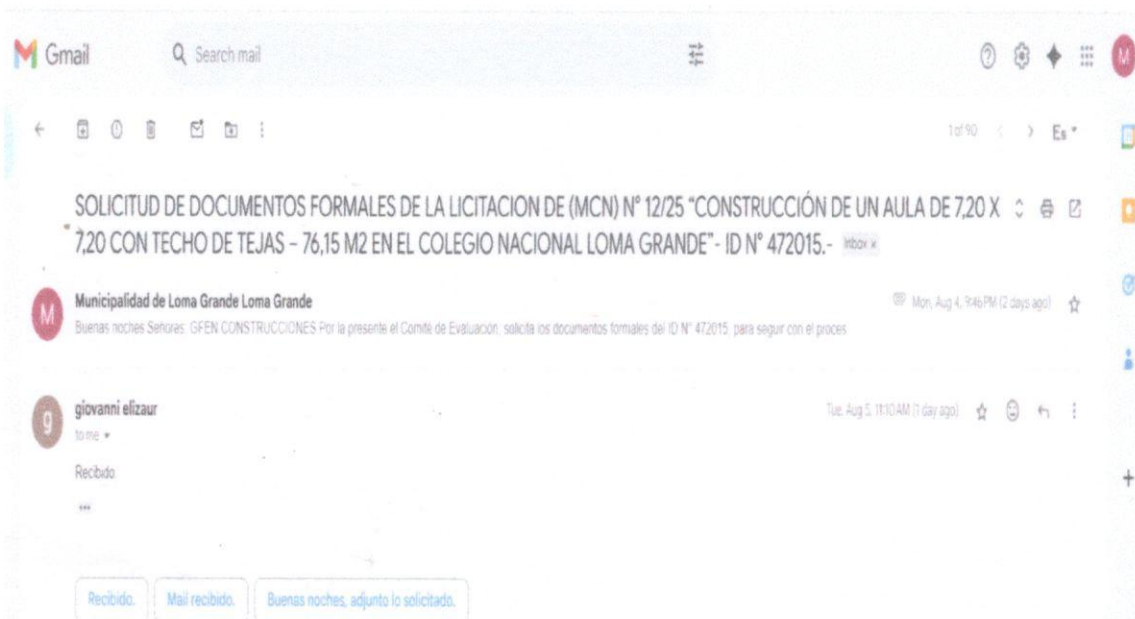 Gmail
Search mail
M
1 of 90
Es
SOLICITUD DE DOCUMENTOS FORMALES DE LA LICITACION DE (MCN) N° 12/25 “CONSTRUCCIÓN DE UN AULA DE 7,20 X
7,20 CON TECHO DE TEJAS – 76,15 M2 EN EL COLEGIO NACIONAL LOMA GRANDE”- ID N° 472015.- Inbox x
M
Municipalidad de Loma Grande Loma Grande
Mon, Aug 4, 9:46 PM (2 days ago)
Buenas noches Señores: GFEN CONSTRUCCIONES Por la presente el Comité de Evaluación, solicita los documentos formales del ID N° 472015, para seguir con el proces
g
giovanni elizaur
Tue, Aug 5, 11:10 AM (1 day ago)
to me
Recibido.
Recibido.
Mail recibido.
Buenas noches, adjunto lo solicitado.